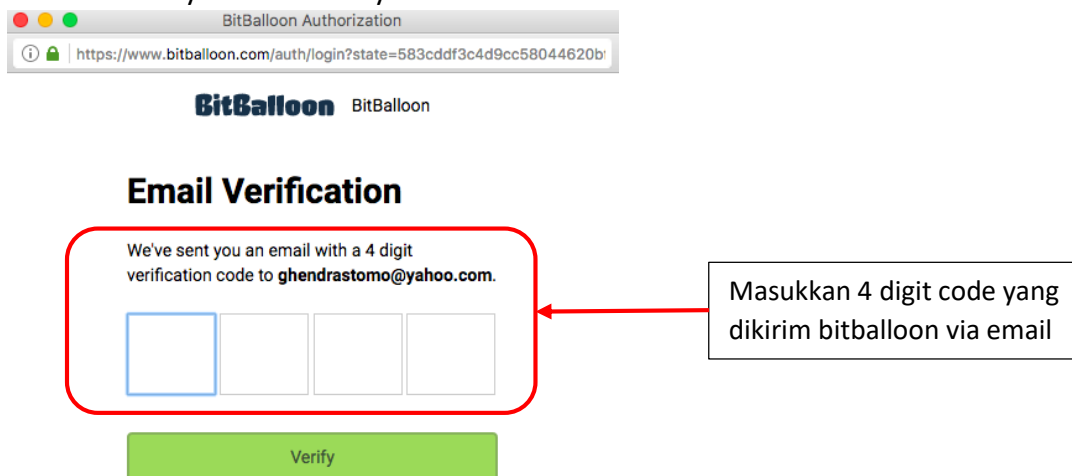 BitBalloon Authorization
https://www.bitballoon.com/auth/login?state=583cddf3c4d9cc58044620b
BitBalloon BitBalloon
Email Verification
We've sent you an email with a 4 digit
verification code to ghendrastomo@yahoo.com.
Masukkan 4 digit code yang
dikirim bitballoon via email
Verify